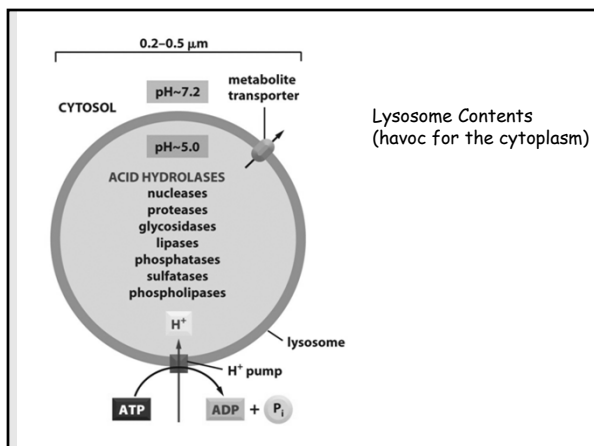 0.2–0.5 µm
metabolite
transporter
pH~7.2
CYTOSOL
pH~5.0
ACID HYDROLASES
nucleases
proteases
glycosidases
lipases
phosphatases
sulfatases
phospholipases
H⁺
lysosome
H⁺ pump
ATP
ADP + Pᵢ
Lysosome Contents
(havoc for the cytoplasm)